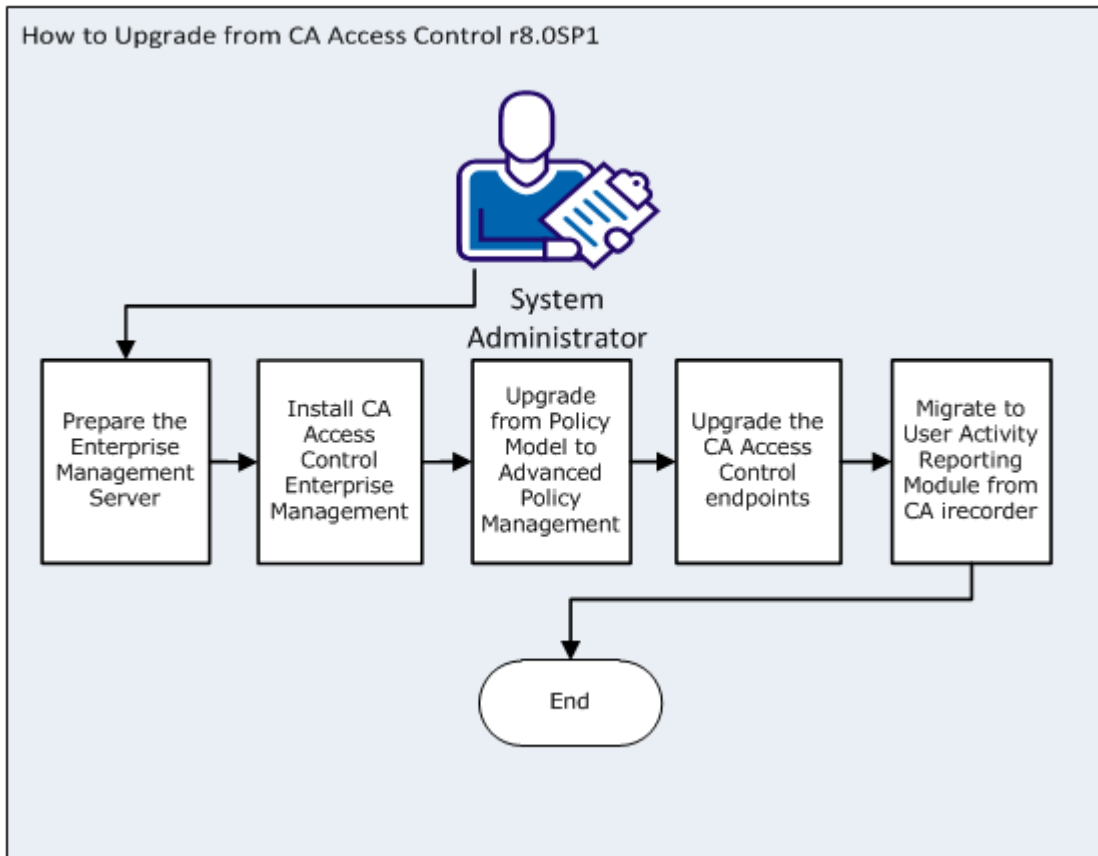 How to Upgrade from CA Access Control r8.0SP1
System
Administrator
Prepare the
Enterprise
Management
Server
Install CA
Access
Control
Enterprise
Management
Upgrade
from Policy
Model to
Advanced
Policy
Management
Upgrade the
CA Access
Control
endpoints
Migrate to
User Activity
Reporting
Module from
CA irecorder
End